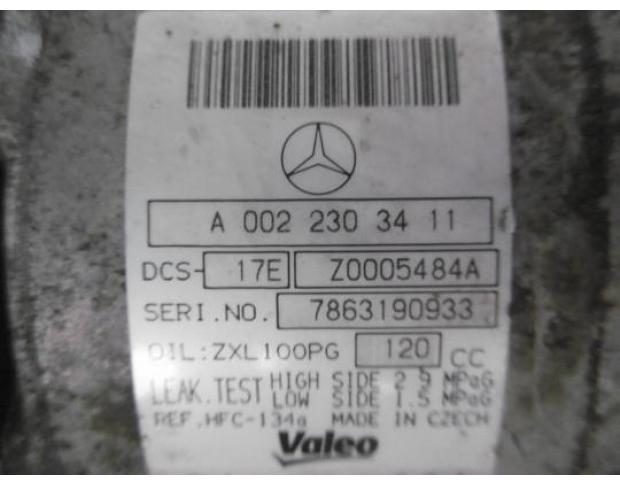 A 002 230 34 11
DCS- 17E Z0005484A
SERI.NO. 7863190933
OIL:ZXL100PG 120 CC
LEAK.TEST HIGH SIDE 2.9 MPaG
LOW SIDE 1.5 MPaG
REF.HFC-134a MADE IN CZECH
Valeo